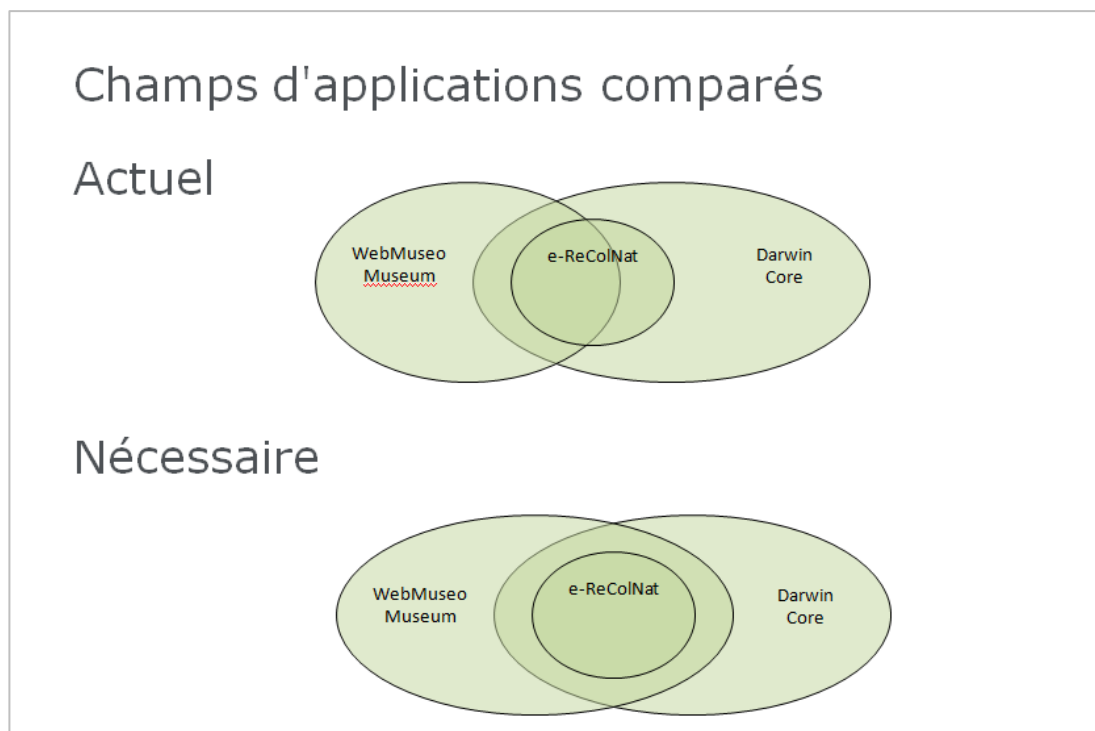 Champs d'applications comparés
Actuel
WebMuseo
Museum
e-ReColNat
Darwin
Core
Nécessaire
WebMuseo
Museum
e-ReColNat
Darwin
Core